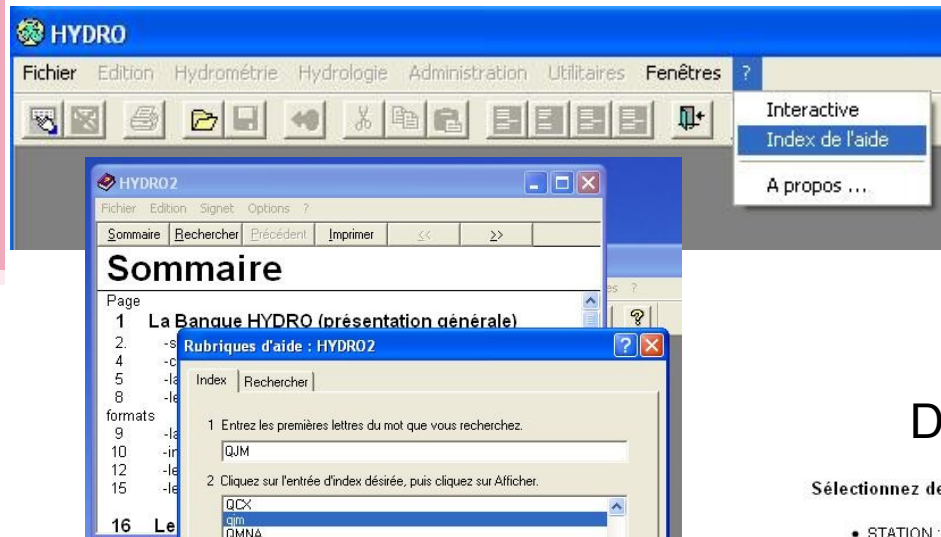 HYDRO
Fichier Edition Hydrométrie Hydrologie Administration Utilitaires Fenêtres ?
Interactive
Index de l'aide
A propos ...
HYDRO2
Fichier Edition Signet Options ?
Sommaire Rechercher Précédent Imprimer << >>
Sommaire
Page
1 La Banque HYDRO (présentation générale)
2.
4
5
8
formats
9
10
12
15
16 Le
Rubriques d'aide : HYDRO2
Index Rechercher
1 Entrez les premières lettres du mot que vous recherchez.
QJM
2 Cliquez sur l'entrée d'index désirée, puis cliquez sur Afficher.
QCX
qjm
QMNA
D
Sélectionnez de
• STATION :